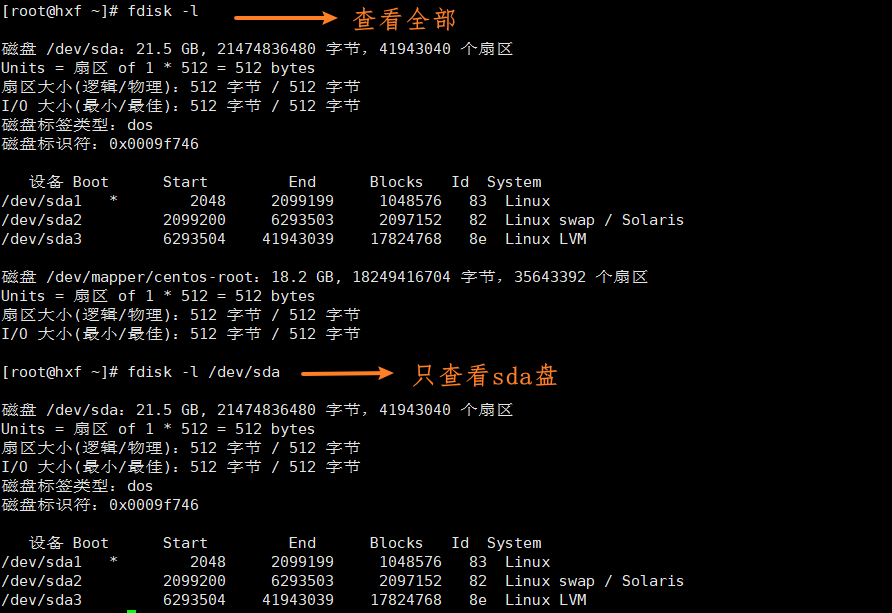 [root@hxf ~]# fdisk -l 查看全部
磁盘 /dev/sda：21.5 GB, 21474836480 字节，41943040 个扇区
Units = 扇区 of 1 * 512 = 512 bytes
扇区大小(逻辑/物理)：512 字节 / 512 字节
I/O 大小(最小/最佳)：512 字节 / 512 字节
磁盘标签类型：dos
磁盘标识符：0x0009f746
设备 Boot      Start         End      Blocks   Id  System
/dev/sda1   *        2048     2099199     1048576   83  Linux
/dev/sda2         2099200     6293503     2097152   82  Linux swap / Solaris
/dev/sda3         6293504    41943039    17824768   8e  Linux LVM
磁盘 /dev/mapper/centos-root：18.2 GB, 18249416704 字节，35643392 个扇区
Units = 扇区 of 1 * 512 = 512 bytes
扇区大小(逻辑/物理)：512 字节 / 512 字节
I/O 大小(最小/最佳)：512 字节 / 512 字节
[root@hxf ~]# fdisk -l /dev/sda 只查看sda盘
磁盘 /dev/sda：21.5 GB, 21474836480 字节，41943040 个扇区
Units = 扇区 of 1 * 512 = 512 bytes
扇区大小(逻辑/物理)：512 字节 / 512 字节
I/O 大小(最小/最佳)：512 字节 / 512 字节
磁盘标签类型：dos
磁盘标识符：0x0009f746
设备 Boot      Start         End      Blocks   Id  System
/dev/sda1   *        2048     2099199     1048576   83  Linux
/dev/sda2         2099200     6293503     2097152   82  Linux swap / Solaris
/dev/sda3         6293504    41943039    17824768   8e  Linux LVM